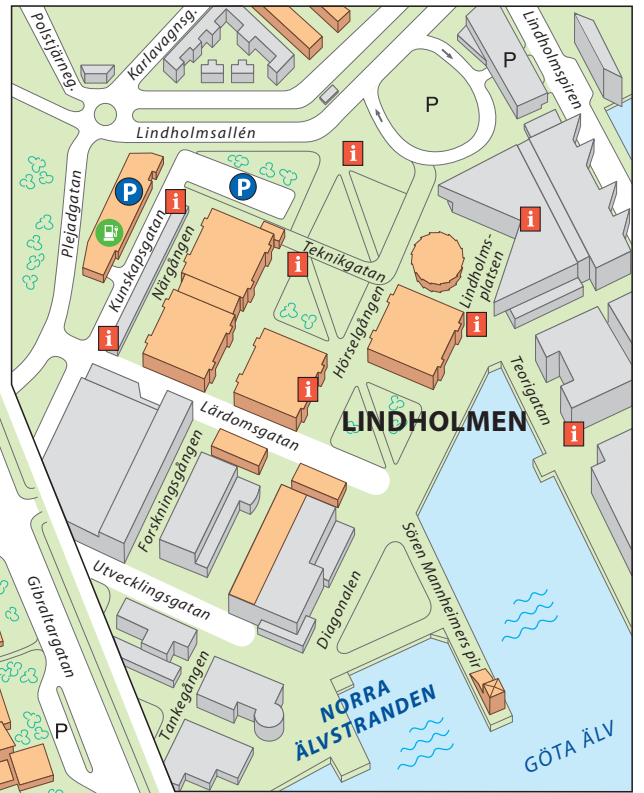 Polstjärneg.
Karlavagnsg.
Lindholmspiren
P
P
Lindholmsallén
i
P
P
i
Plejadgatan
Kunskapsgatan
Närgången
i
Teknikgatan
i
Lindholms-
platsen
Hörselgången
i
i
Teorigatan
i
Lärdomsgatan
LINDHOLMEN
i
Forskningsgången
Sören Mannheimers pir
Utvecklingsgatan
Diagonalen
Gibraltargatan
Tankegången
NORRA
ÄLVSTRANDEN
P
GÖTA ÄLV